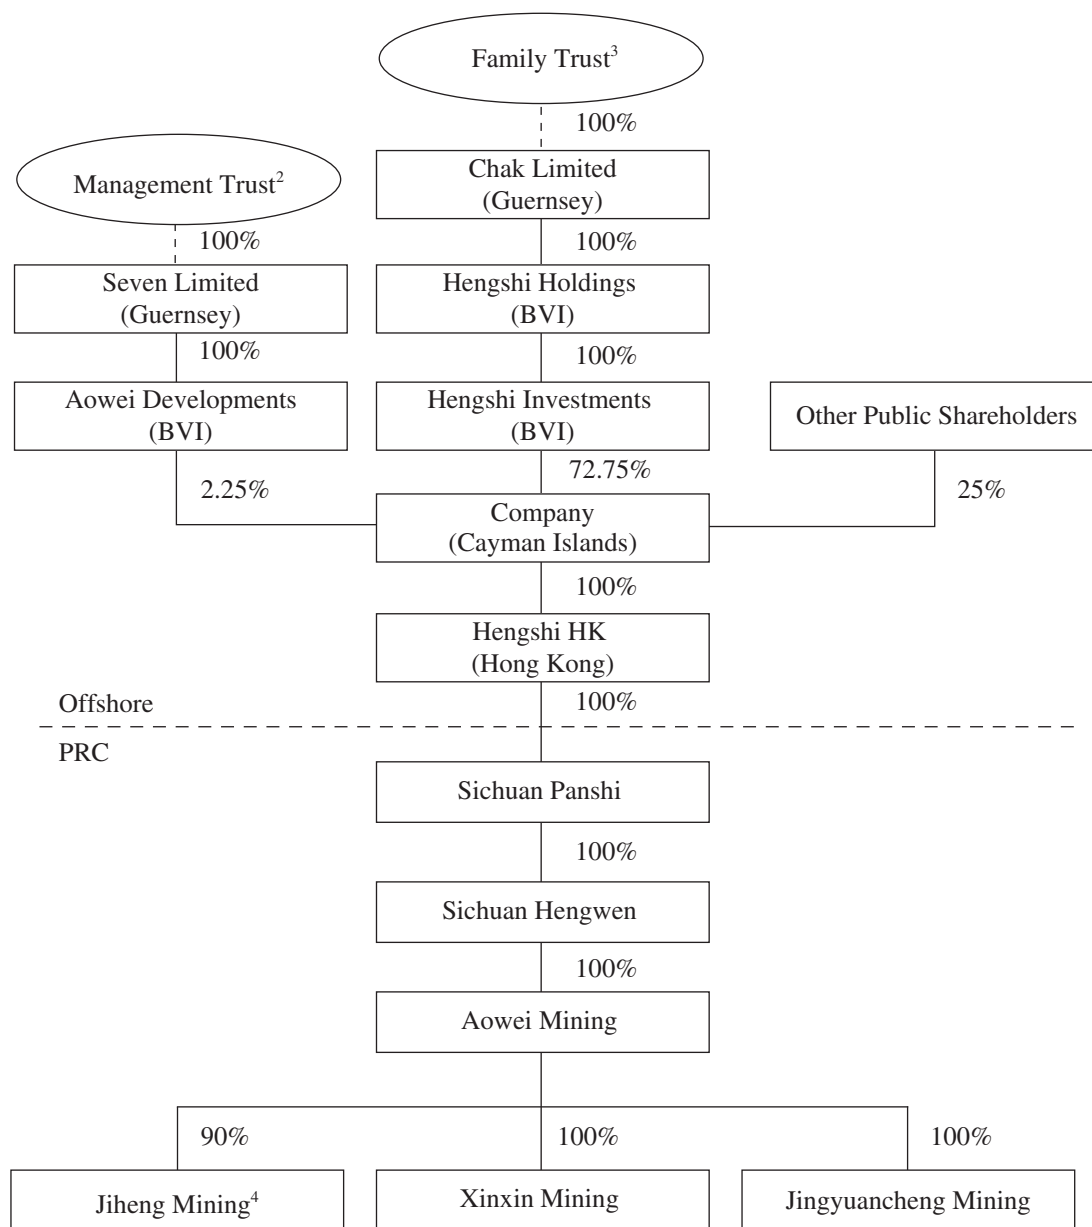 Family Trust³
100%
Chak Limited
(Guernsey)
Management Trust²
100%
100%
Seven Limited
(Guernsey)
Hengshi Holdings
(BVI)
100%
100%
Aowei Developments
(BVI)
Hengshi Investments
(BVI)
Other Public Shareholders
2.25%
72.75%
25%
Company
(Cayman Islands)
100%
Hengshi HK
(Hong Kong)
Offshore
100%
PRC
Sichuan Panshi
100%
Sichuan Hengwen
100%
Aowei Mining
90%
100%
100%
Jiheng Mining⁴
Xinxin Mining
Jingyuancheng Mining